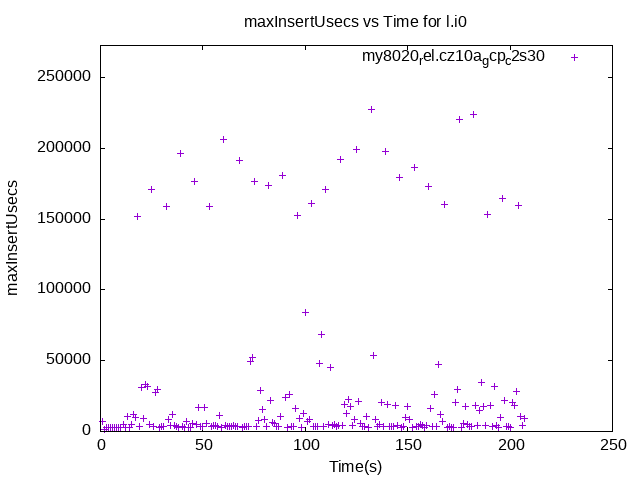 maxInsertUsecs vs Time for l.i0
my8020rel.cz10agcpc2s30
250000
200000
150000
100000
50000
0
maxInsertUsecs
0 50 100 150 200 250
Time(s)